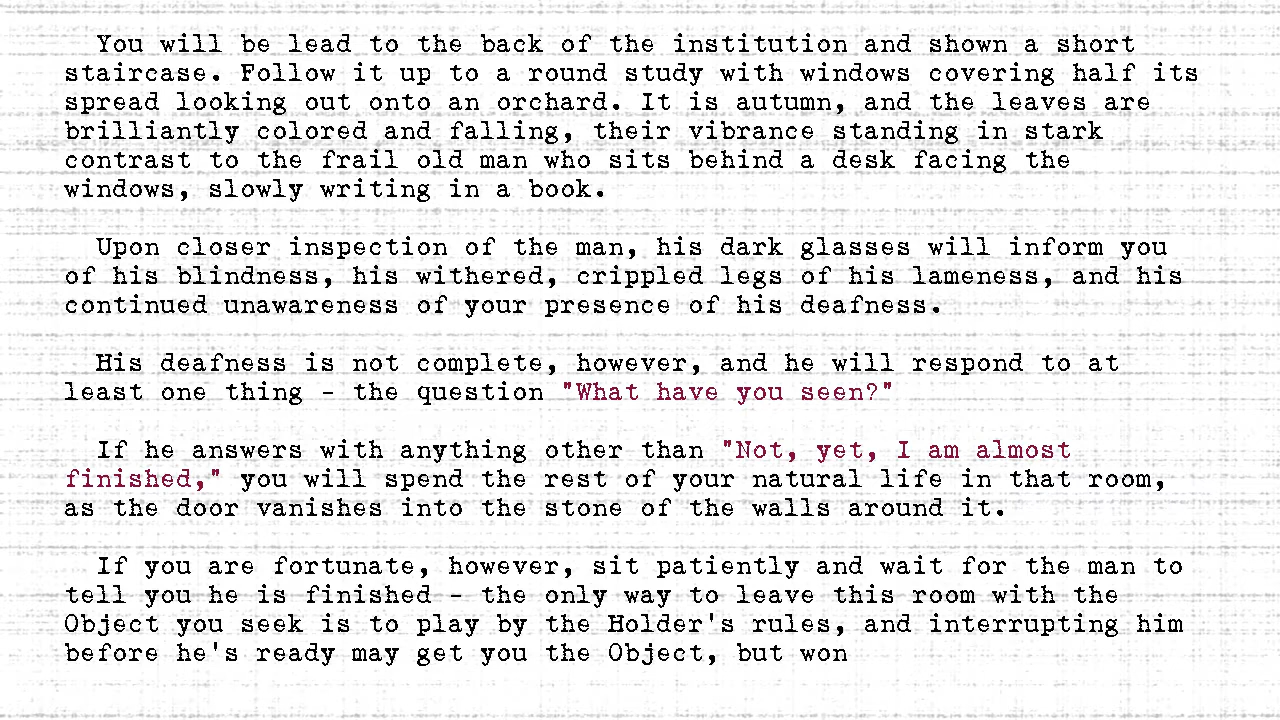 You will be lead to the back of the institution and shown a short
staircase. Follow it up to a round study with windows covering half its
spread looking out onto an orchard. It is autumn, and the leaves are
brilliantly colored and falling, their vibrance standing in stark
contrast to the frail old man who sits behind a desk facing the
windows, slowly writing in a book.
Upon closer inspection of the man, his dark glasses will inform you
of his blindness, his withered, crippled legs of his lameness, and his
continued unawareness of your presence of his deafness.
His deafness is not complete, however, and he will respond to at
least one thing - the question "What have you seen?"
If he answers with anything other than "Not, yet, I am almost
finished," you will spend the rest of your natural life in that room,
as the door vanishes into the stone of the walls around it.
If you are fortunate, however, sit patiently and wait for the man to
tell you he is finished - the only way to leave this room with the
Object you seek is to play by the Holder's rules, and interrupting him
before he's ready may get you the Object, but won